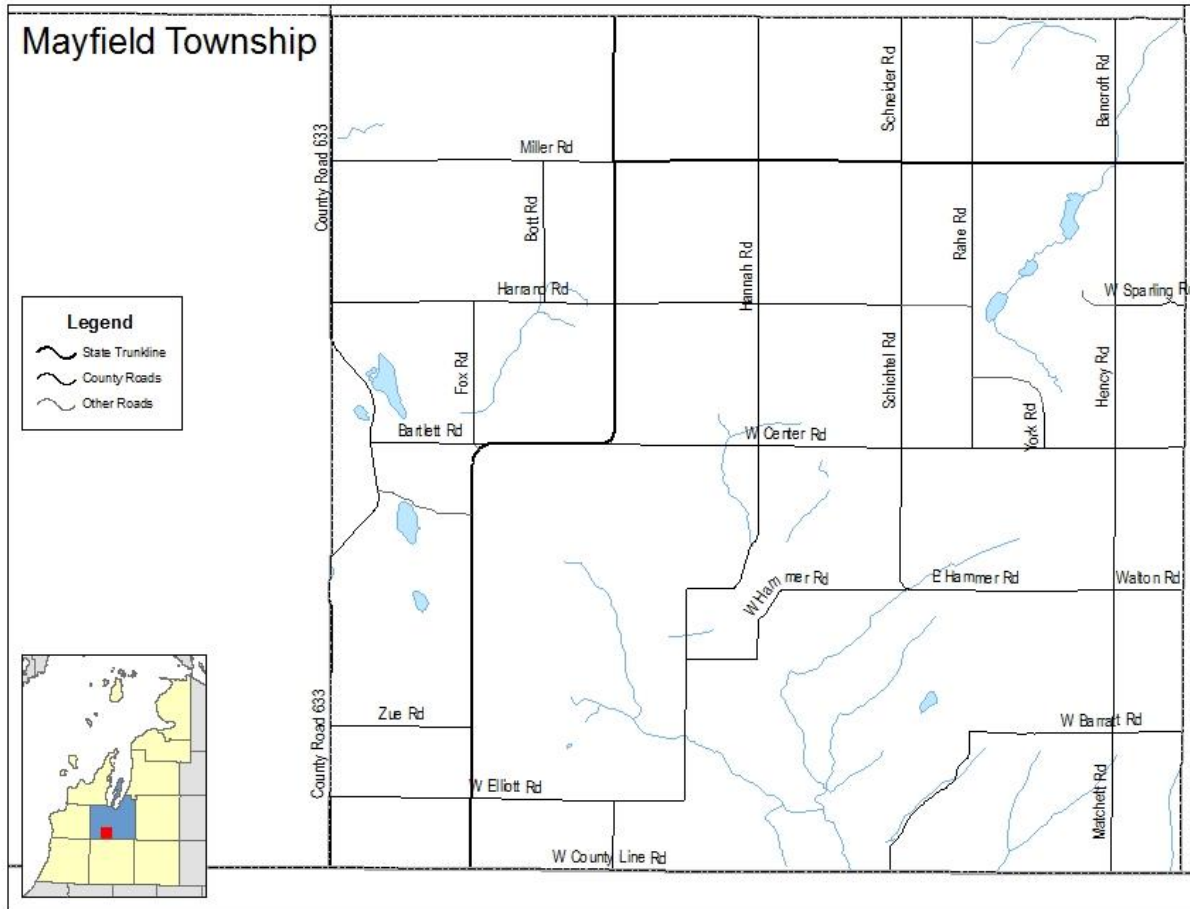 Mayfield Township
Schneider Rd
Bancroft Rd
County Road 633
Miller Rd
Bott Rd
Rahe Rd
Hannah Rd
Harrand Rd
W Sparling Rd
Legend
State Trunkline
County Roads
Other Roads
Fox Rd
Schichtel Rd
Hency Rd
Bartlett Rd
W Center Rd
York Rd
W Hammer Rd
E Hammer Rd
Walton Rd
County Road 633
Zue Rd
W Barratt Rd
W Elliott Rd
Matchett Rd
W County Line Rd